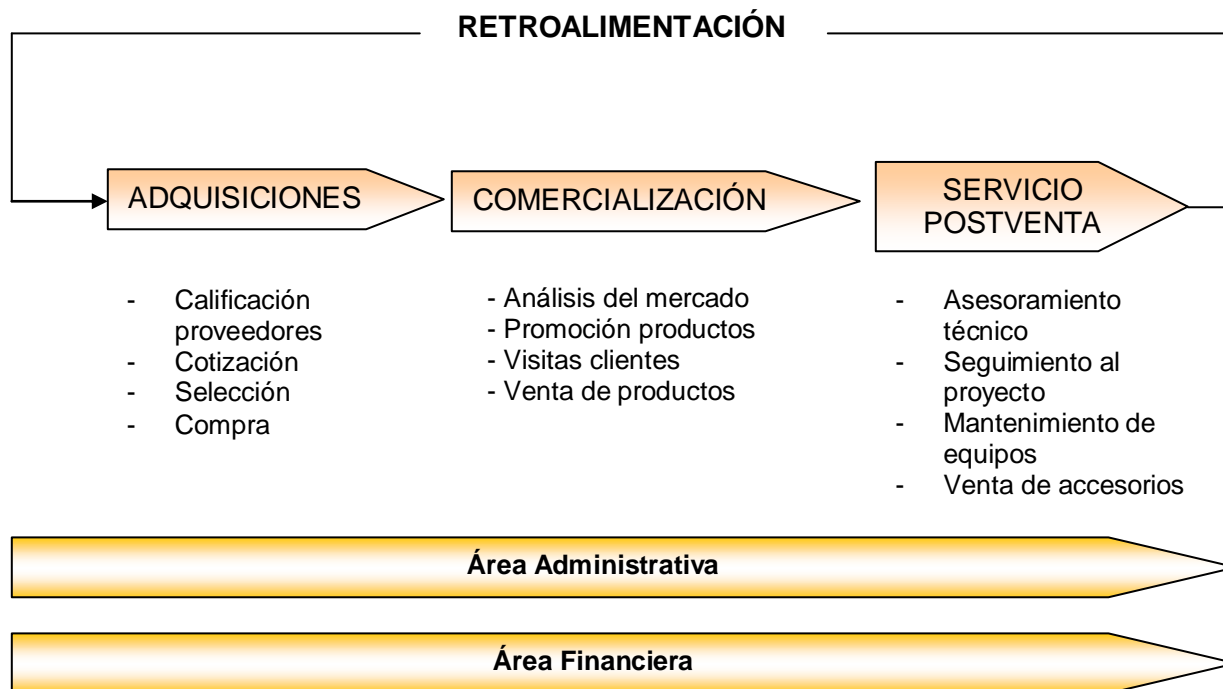 RETROALIMENTACIÓN
ADQUISICIONES
COMERCIALIZACIÓN
SERVICIO
POSTVENTA
- Calificación
proveedores
- Cotización
- Selección
- Compra
- Análisis del mercado
- Promoción productos
- Visitas clientes
- Venta de productos
- Asesoramiento
técnico
- Seguimiento al
proyecto
- Mantenimiento de
equipos
- Venta de accesorios
Área Administrativa
Área Financiera